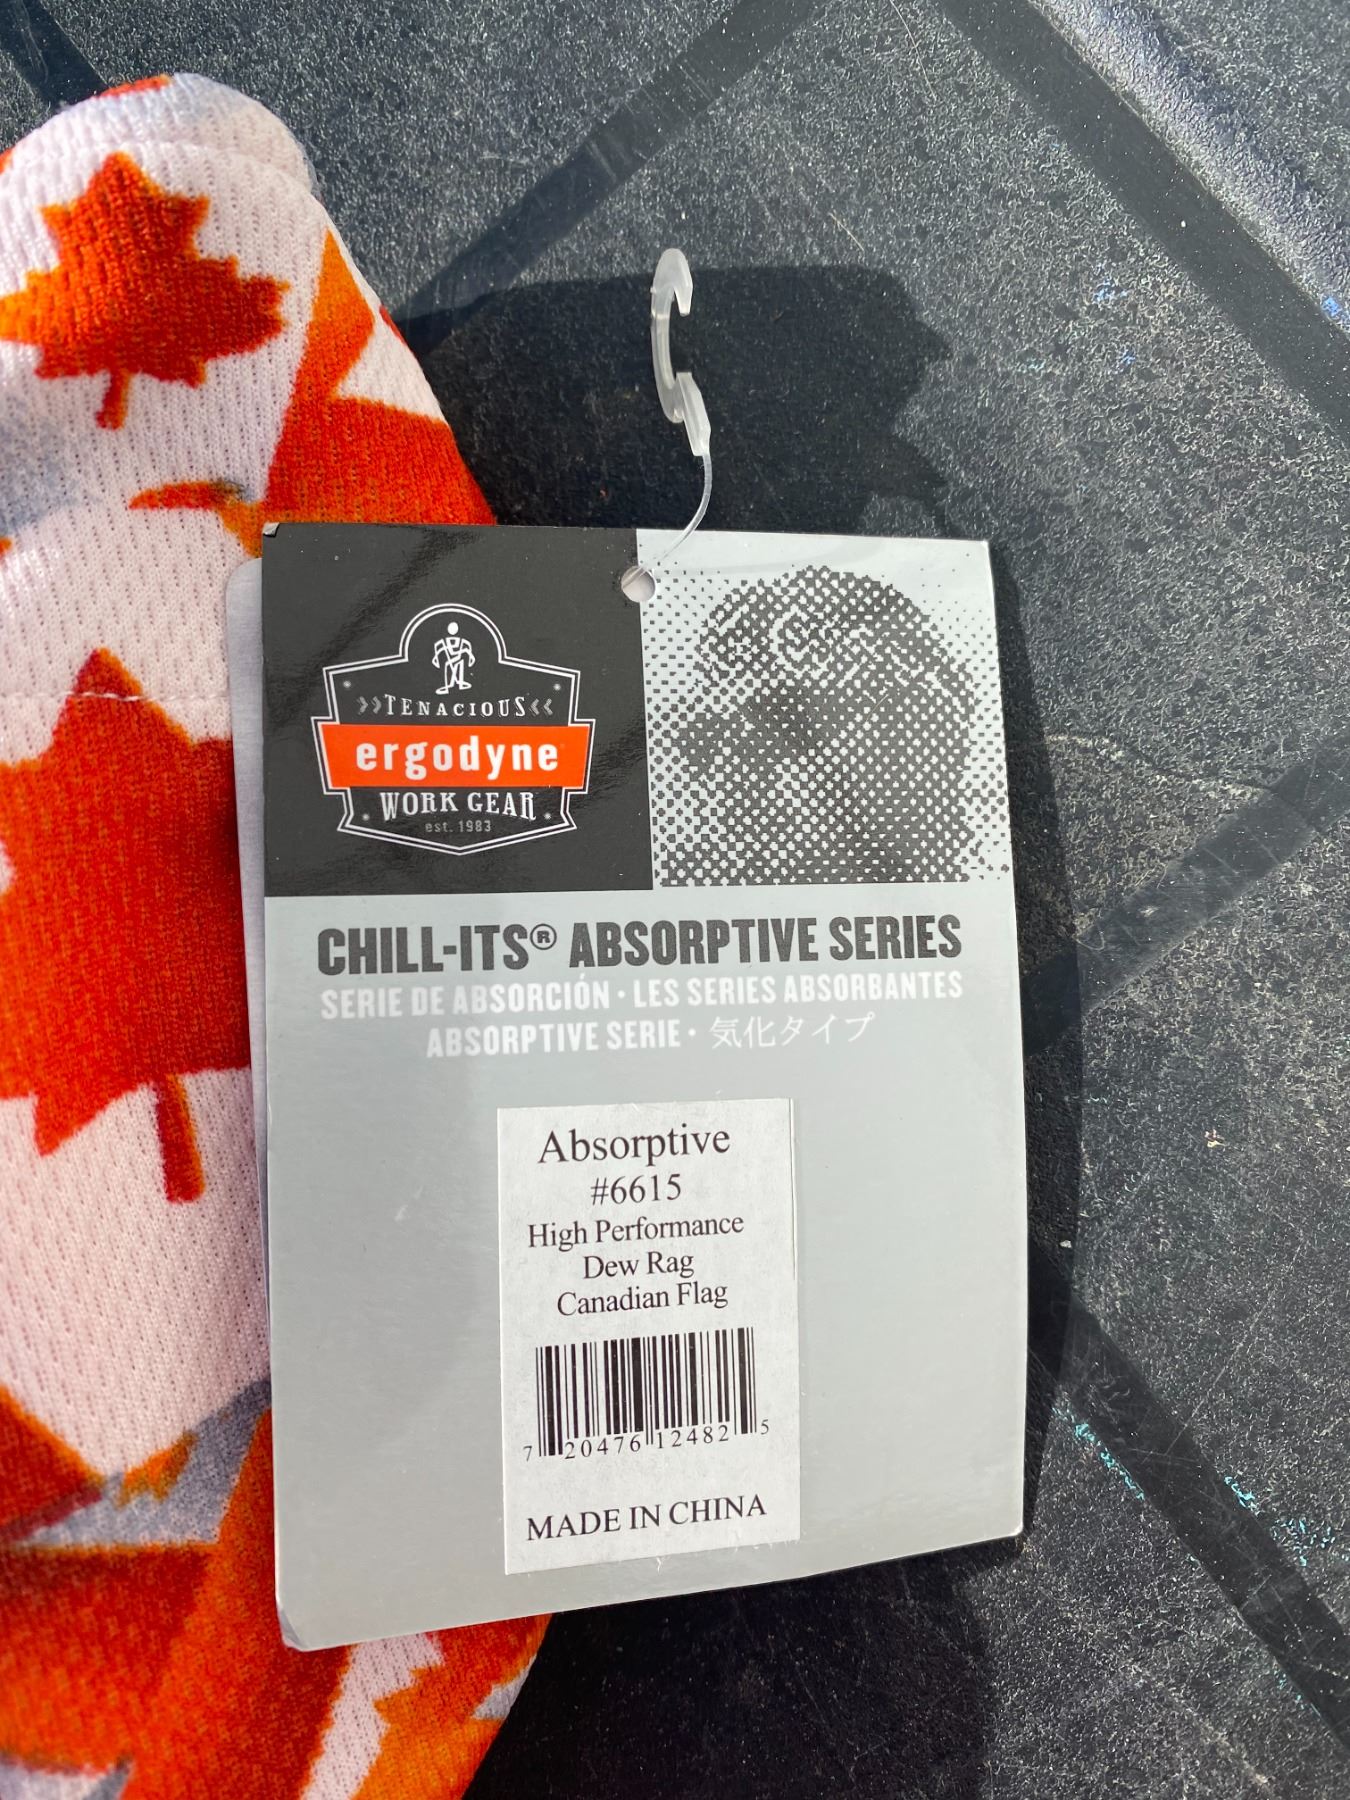 »TENACIOUS«
ergodyne
WORK GEAR
est. 1983
CHILL-ITS® ABSORPTIVE SERIES
SERIE DE ABSORCIÓN · LES SERIES ABSORBANTES
ABSORPTIVE SERIE · 気化タイプ
Absorptive
#6615
High Performance
Dew Rag
Canadian Flag
7 20476 12482 5
MADE IN CHINA